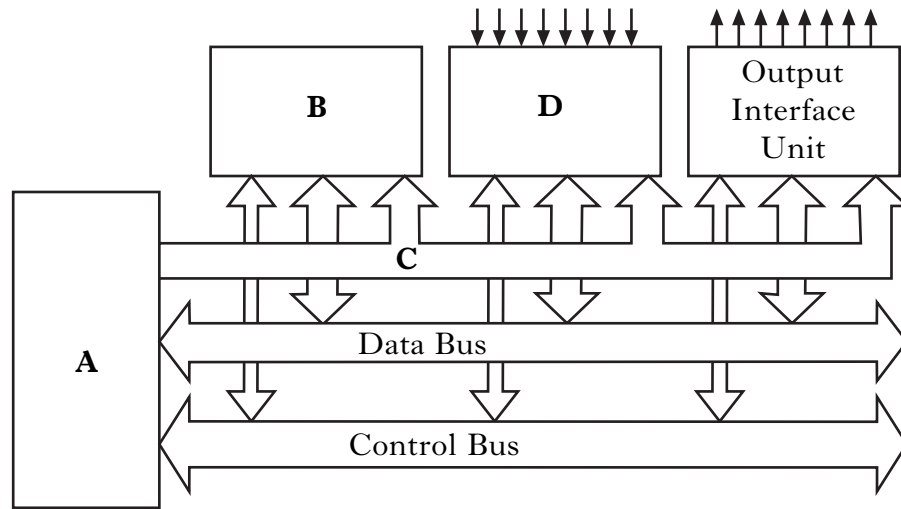 B
D
Output
Interface
Unit
C
A
Data Bus
Control Bus